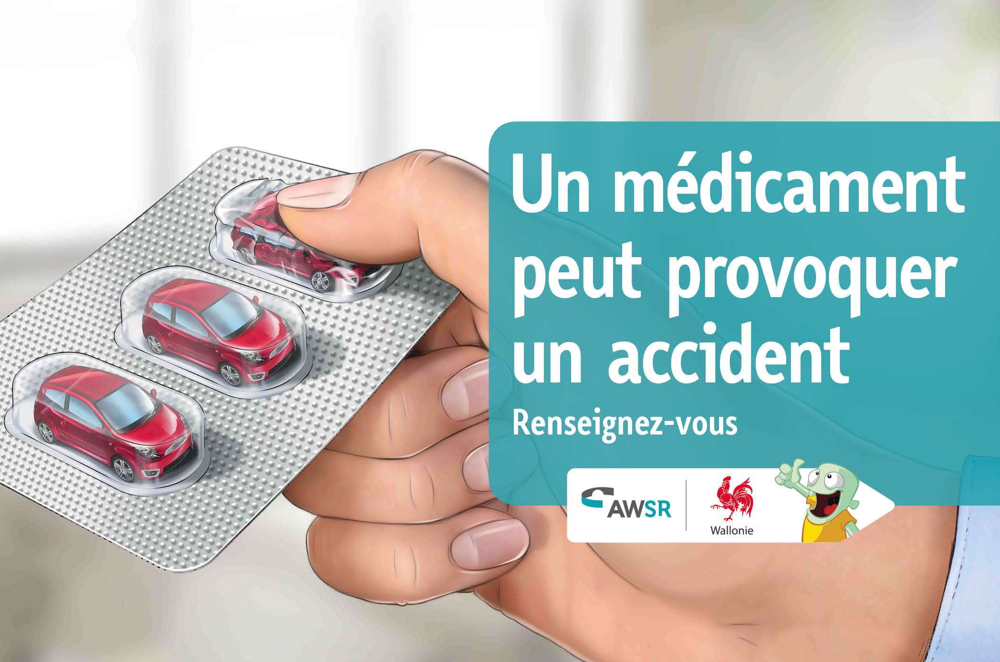 Un médicament
peut provoquer
un accident
Renseignez-vous
AWSR
Wallonie